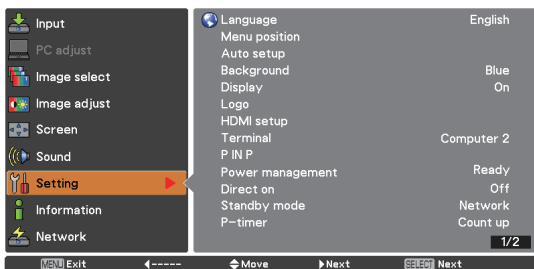 Input
PC adjust
Image select
Image adjust
Screen
Sound
Setting
Information
Network
Language English
Menu position
Auto setup
Background Blue
Display On
Logo
HDMI setup
Terminal Computer 2
P IN P
Power management Ready
Direct on Off
Standby mode Network
P-timer Count up
1/2
MENU Exit ◀----- Move Next SELECT Next